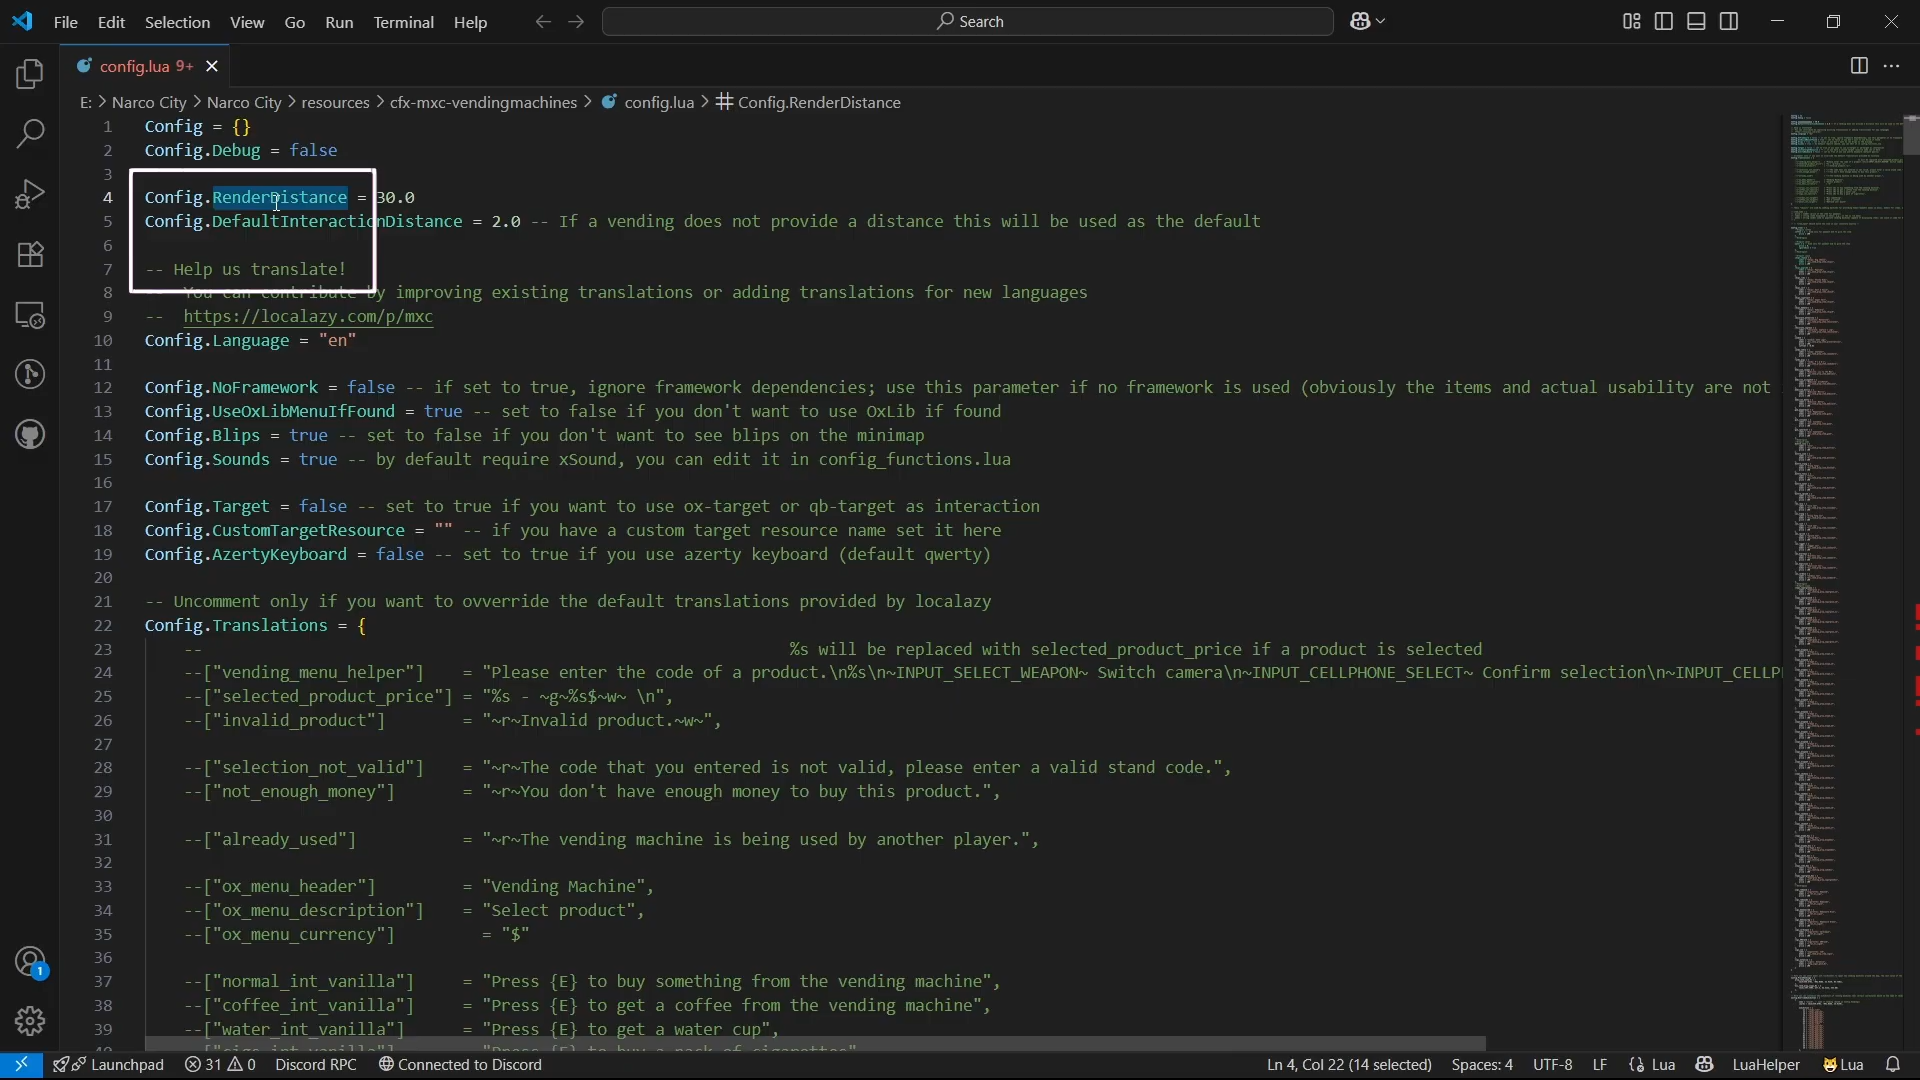 File Edit Selection View Go Run Terminal Help Search
config.lua 9+
E: > Narco City > Narco City > resources > cfx-mxc-vendingmachines > config.lua > Config.RenderDistance
1 Config = {}
2 Config.Debug = false
3
4 Config.RenderDistance = 30.0
5 Config.DefaultInteractionDistance = 2.0 -- If a vending does not provide a distance this will be used as the default
6
7 -- Help us translate!
8 -- You can contribute by improving existing translations or adding translations for new languages
9 -- https://localazy.com/p/mxc
10 Config.Language = "en"
11
12 Config.NoFramework = false -- if set to true, ignore framework dependencies; use this parameter if no framework is used (obviously the items and actual usability are not
13 Config.UseOxLibMenuIfFound = true -- set to false if you don't want to use OxLib if found
14 Config.Blips = true -- set to false if you don't want to see blips on the minimap
15 Config.Sounds = true -- by default require xSound, you can edit it in config_functions.lua
16
17 Config.Target = false -- set to true if you want to use ox-target or qb-target as interaction
18 Config.CustomTargetResource = "" -- if you have a custom target resource name set it here
19 Config.AzertyKeyboard = false -- set to true if you use azerty keyboard (default qwerty)
20
21 -- Uncomment only if you want to ovverride the default translations provided by localazy
22 Config.Translations = {
23 -- %s will be replaced with selected_product_price if a product is selected
24 --["vending_menu_helper"] = "Please enter the code of a product.\n%s\n~INPUT_SELECT_WEAPON~ Switch camera\n~INPUT_CELLPHONE_SELECT~ Confirm selection\n~INPUT_CELLP
25 --["selected_product_price"] = "%s - ~g~%s$~w~ \n",
26 --["invalid_product"] = "~r~Invalid product.~w~",
27
28 --["selection_not_valid"] = "~r~The code that you entered is not valid, please enter a valid stand code.",
29 --["not_enough_money"] = "~r~You don't have enough money to buy this product.",
30
31 --["already_used"] = "~r~The vending machine is being used by another player.",
32
33 --["ox_menu_header"] = "Vending Machine",
34 --["ox_menu_description"] = "Select product",
35 --["ox_menu_currency"] = "$"
36
37 --["normal_int_vanilla"] = "Press {E} to buy something from the vending machine",
38 --["coffee_int_vanilla"] = "Press {E} to get a coffee from the vending machine",
39 --["water_int_vanilla"] = "Press {E} to get a water cup",
Launchpad 31 0 Discord RPC Connected to Discord Ln 4, Col 22 (14 selected) Spaces: 4 UTF-8 LF Lua LuaHelper Lua